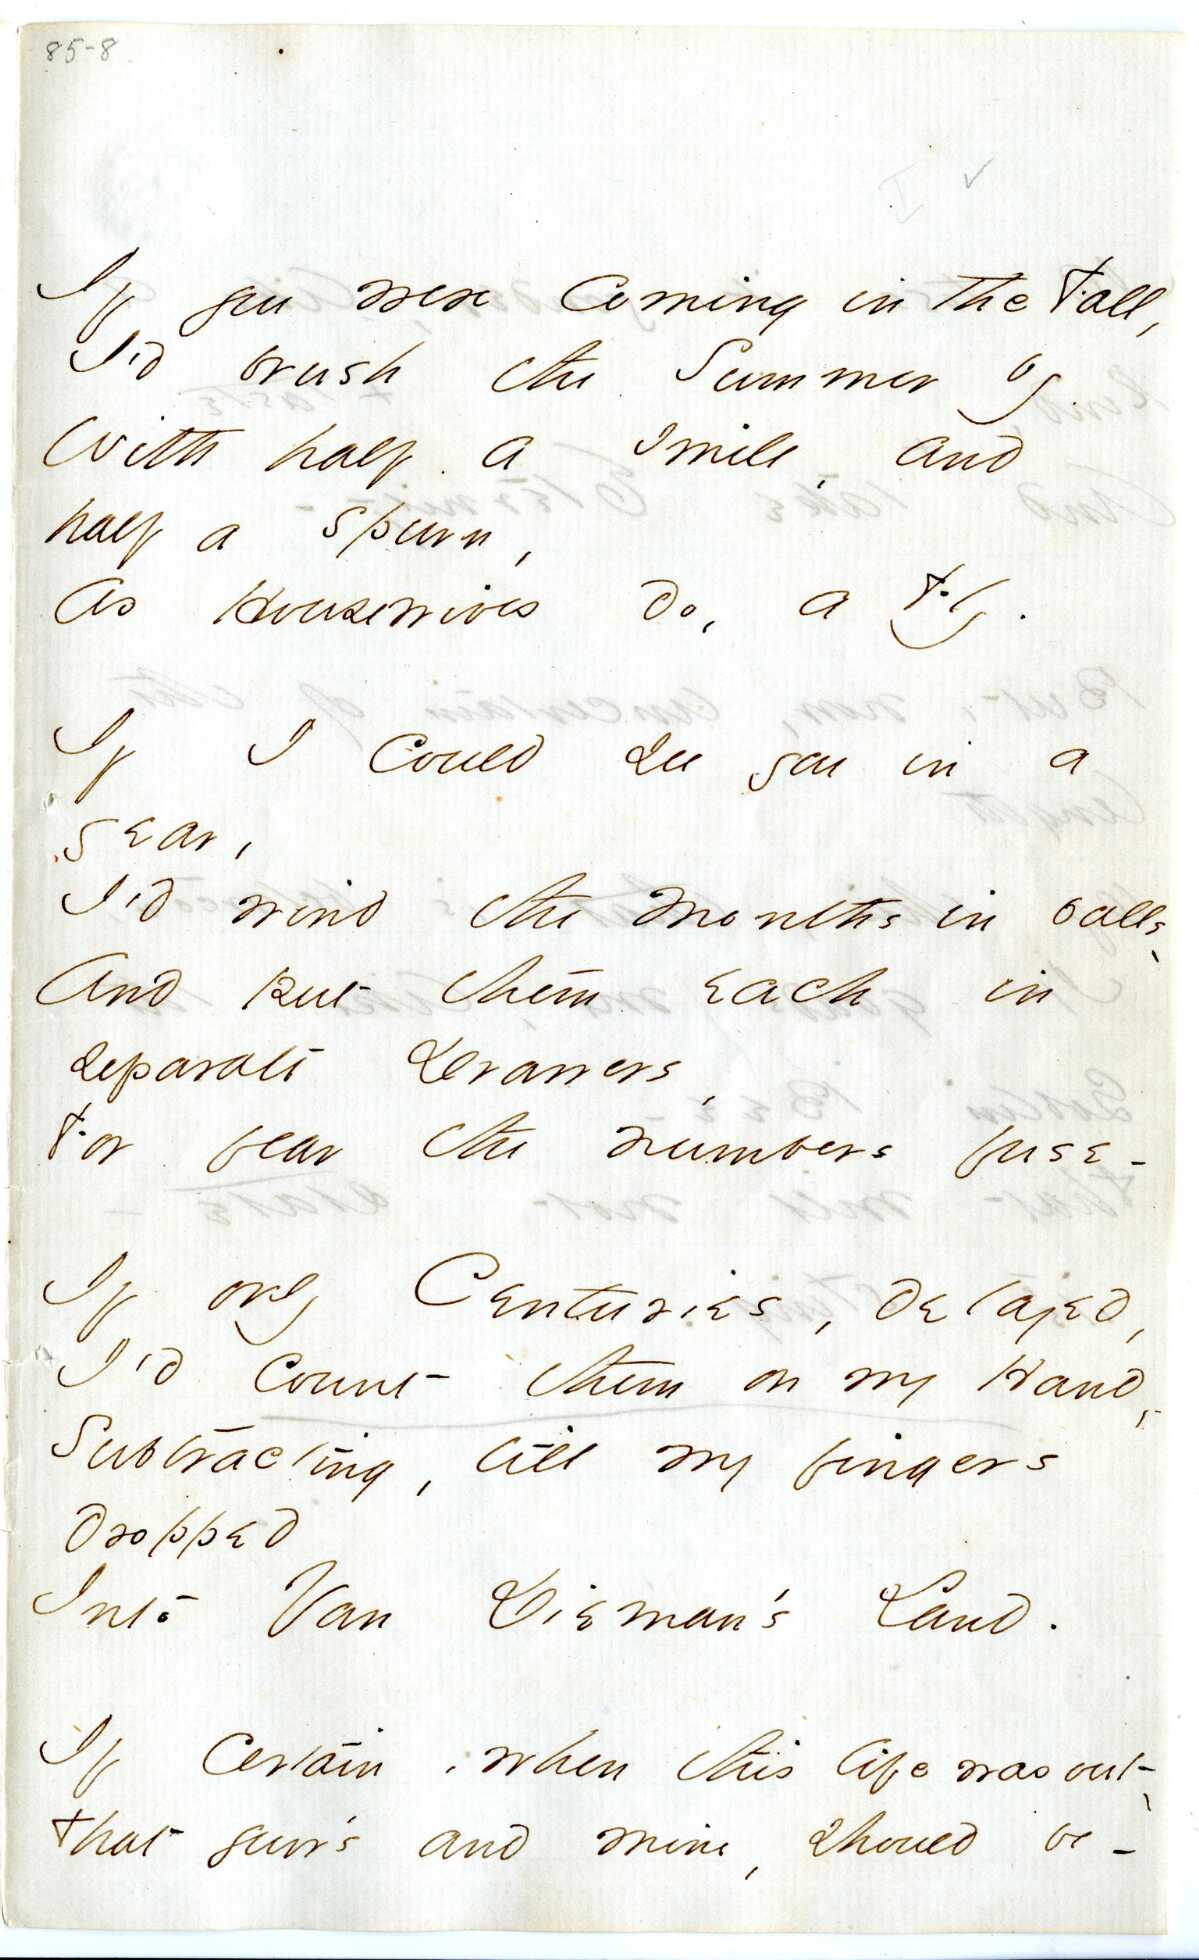 85-8
If you were Coming in the Fall,
I'd brush the Summer by
With half a Smile, and
half a Spurn,
As Housewives do, a Fly.
If I could see you in a
year,
I'd wind the months in balls,
And put them each in
separate Drawers,
For fear the numbers fuse -
If only Centuries, delayed,
I'd count them on my Hand,
Subtracting, till my fingers
dropped
Into Van Dieman's Land.
If Certain, when this life was out,
That your's and mine, should be -